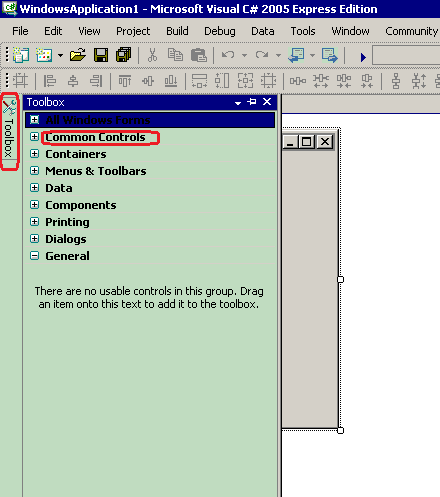 WindowsApplication1 - Microsoft Visual C# 2005 Express Edition
File Edit View Project Build Debug Data Tools Window Community
Toolbox
Toolbox
All Windows Forms
Common Controls
Containers
Menus & Toolbars
Data
Components
Printing
Dialogs
General
There are no usable controls in this group. Drag
an item onto this text to add it to the toolbox.